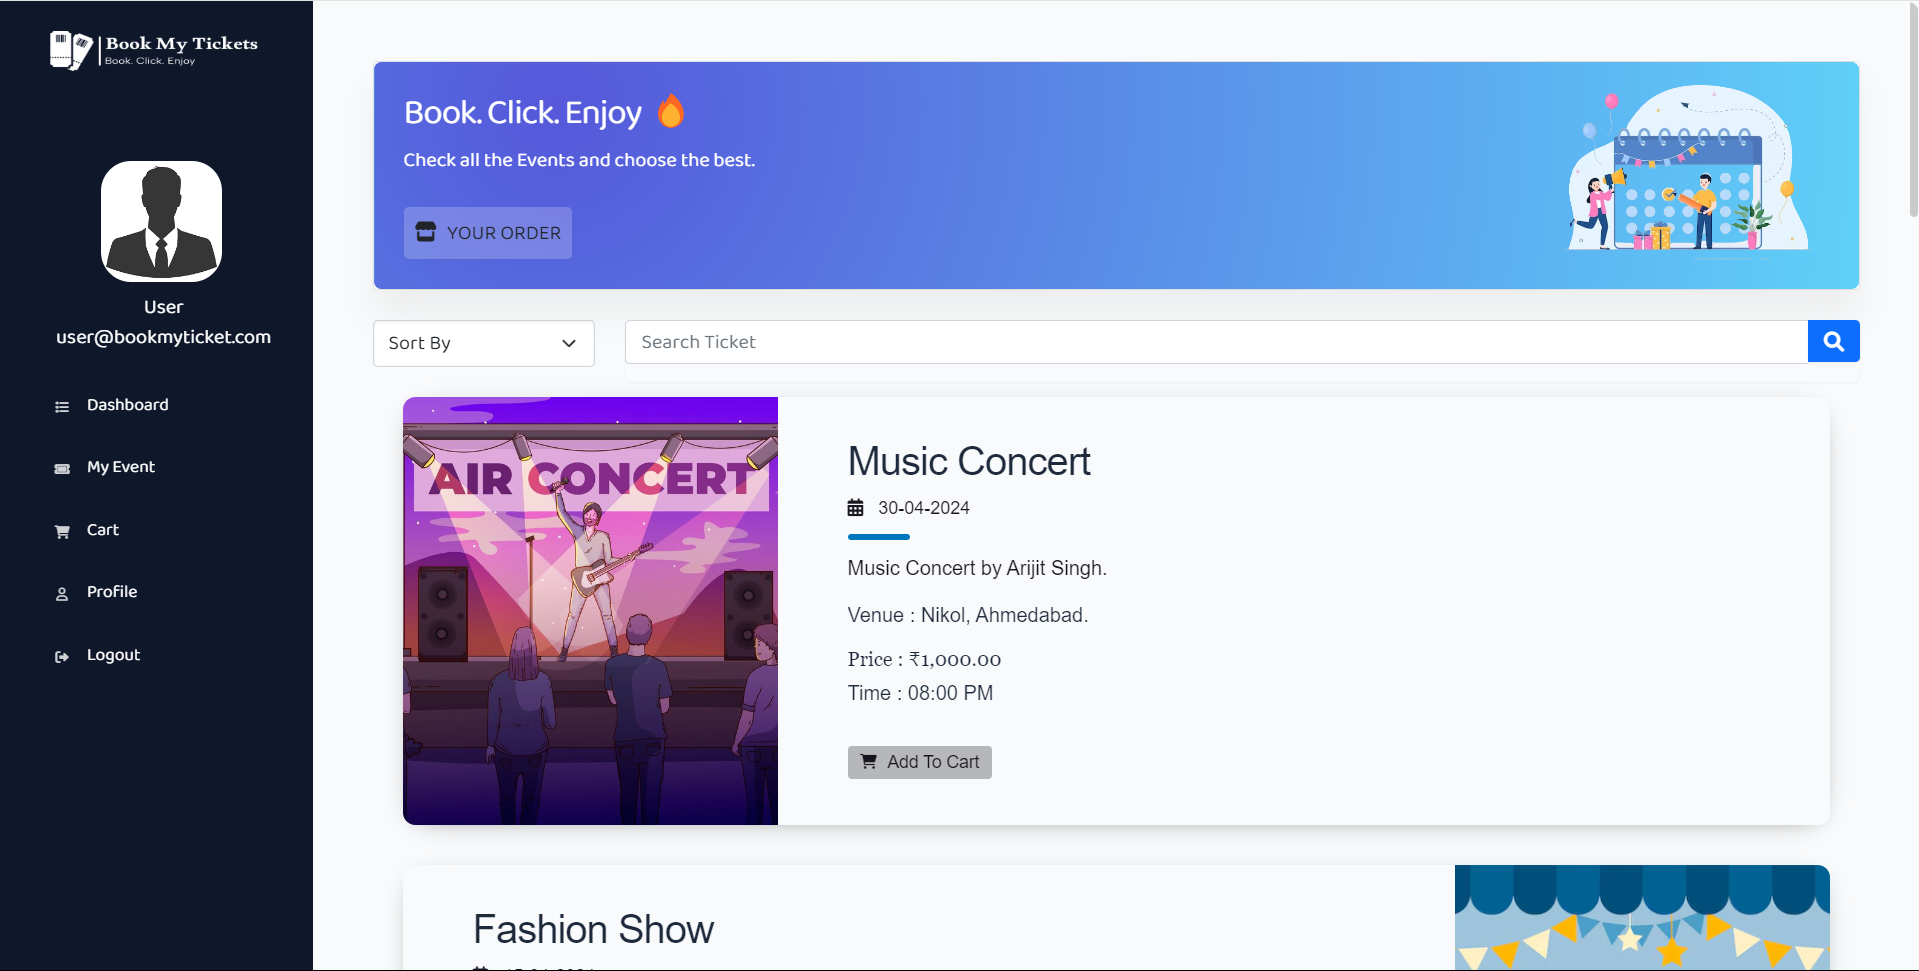 Book My Tickets
Book. Click. Enjoy
User
user@bookmyticket.com
Dashboard
My Event
Cart
Profile
Logout
Book. Click. Enjoy
Check all the Events and choose the best.
YOUR ORDER
Sort By
Search Ticket
AIR CONCERT
Music Concert
30-04-2024
Music Concert by Arijit Singh.
Venue : Nikol, Ahmedabad.
Price : ₹1,000.00
Time : 08:00 PM
Add To Cart
Fashion Show